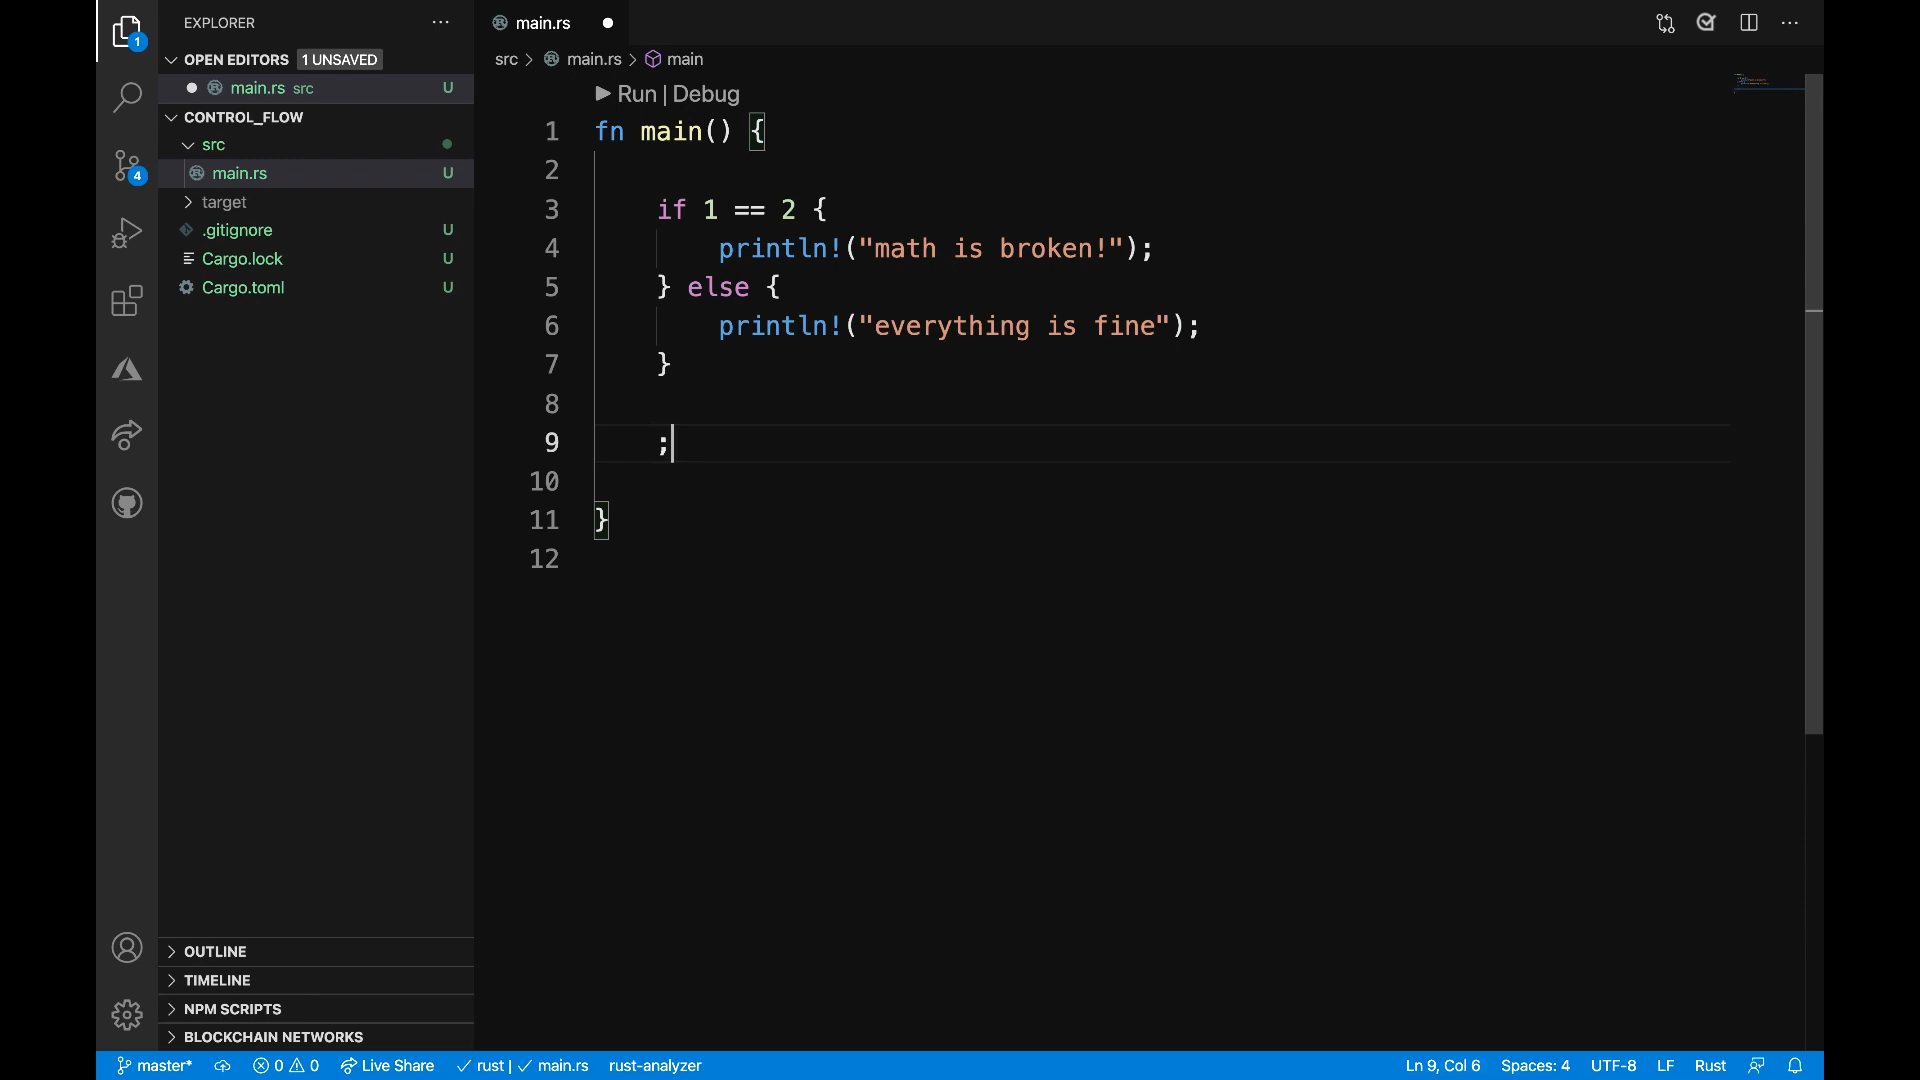 EXPLORER
OPEN EDITORS 1 UNSAVED
main.rs src U
CONTROL_FLOW
src
main.rs U
target
.gitignore U
Cargo.lock U
Cargo.toml U
OUTLINE
TIMELINE
NPM SCRIPTS
BLOCKCHAIN NETWORKS
1
4
main.rs
src > main.rs > main
Run | Debug
1 fn main() {
2
3 if 1 == 2 {
4 println!("math is broken!");
5 } else {
6 println!("everything is fine");
7 }
8
9 ;
10
11 }
12
master* 0 0 Live Share rust | main.rs rust-analyzer Ln 9, Col 6 Spaces: 4 UTF-8 LF Rust